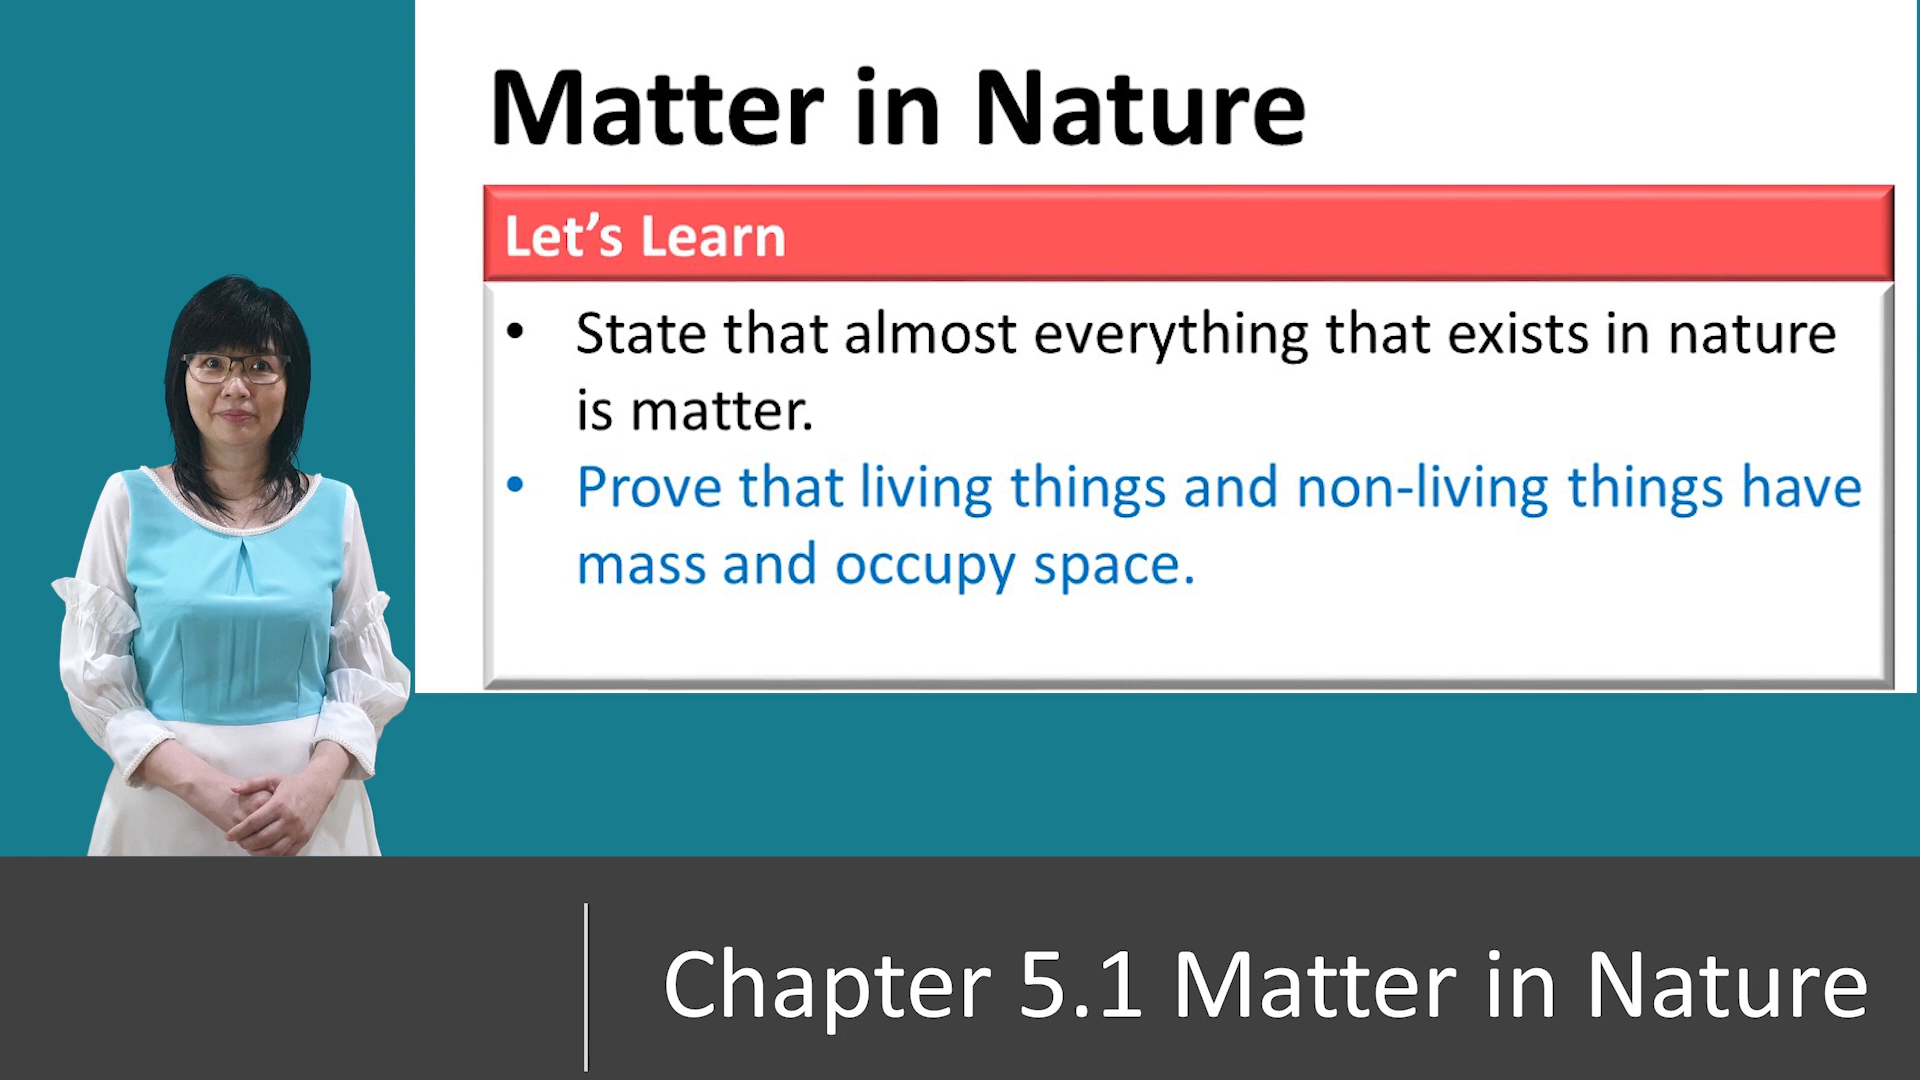 Matter in Nature
Let’s Learn
• State that almost everything that exists in nature
is matter.
• Prove that living things and non-living things have
mass and occupy space.
Chapter 5.1 Matter in Nature